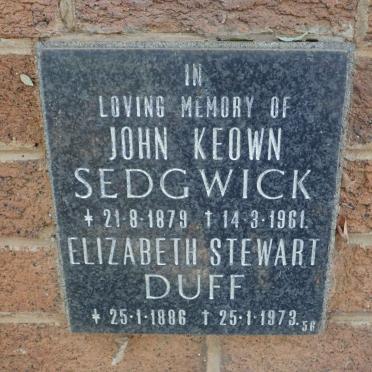 IN
LOVING MEMORY OF
JOHN KEOWN
SEDGWICK
* 21·8·1879 † 14·3·1961.
ELIZABETH STEWART
DUFF
* 25·1·1886 † 25·1·1973.